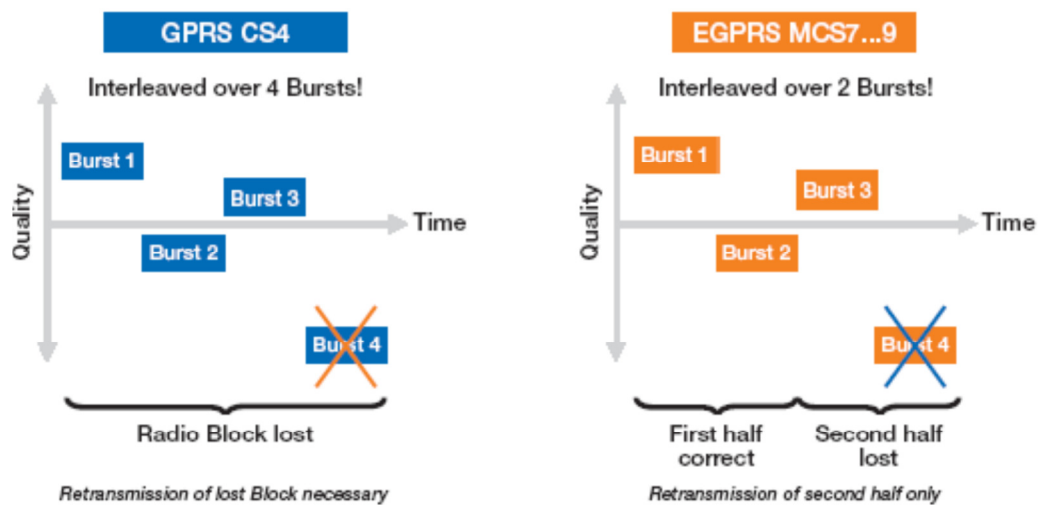 GPRS CS4
Interleaved over 4 Bursts!
Quality
Burst 1
Burst 2
Burst 3
Burst 4
Time
Radio Block lost
Retransmission of lost Block necessary
EGPRS MCS7...9
Interleaved over 2 Bursts!
Quality
Burst 1
Burst 2
Burst 3
Burst 4
Time
First half
correct
Second half
lost
Retransmission of second half only